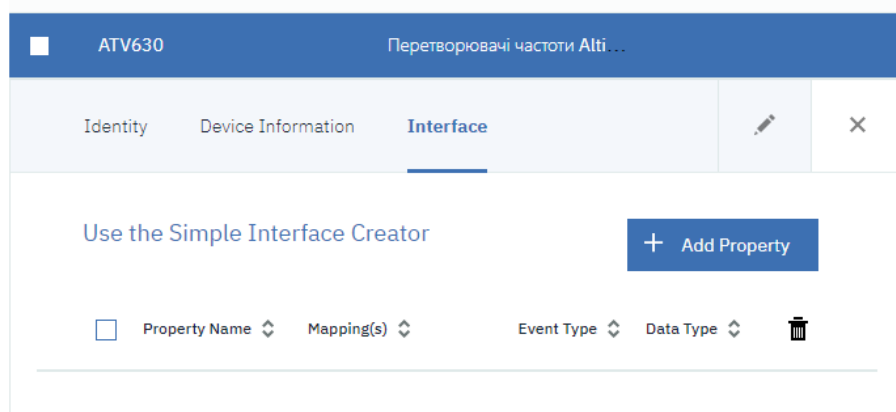 ATV630 Перетворювачі частоти Alti...
Identity Device Information Interface
Use the Simple Interface Creator
+ Add Property
Property Name Mapping(s) Event Type Data Type